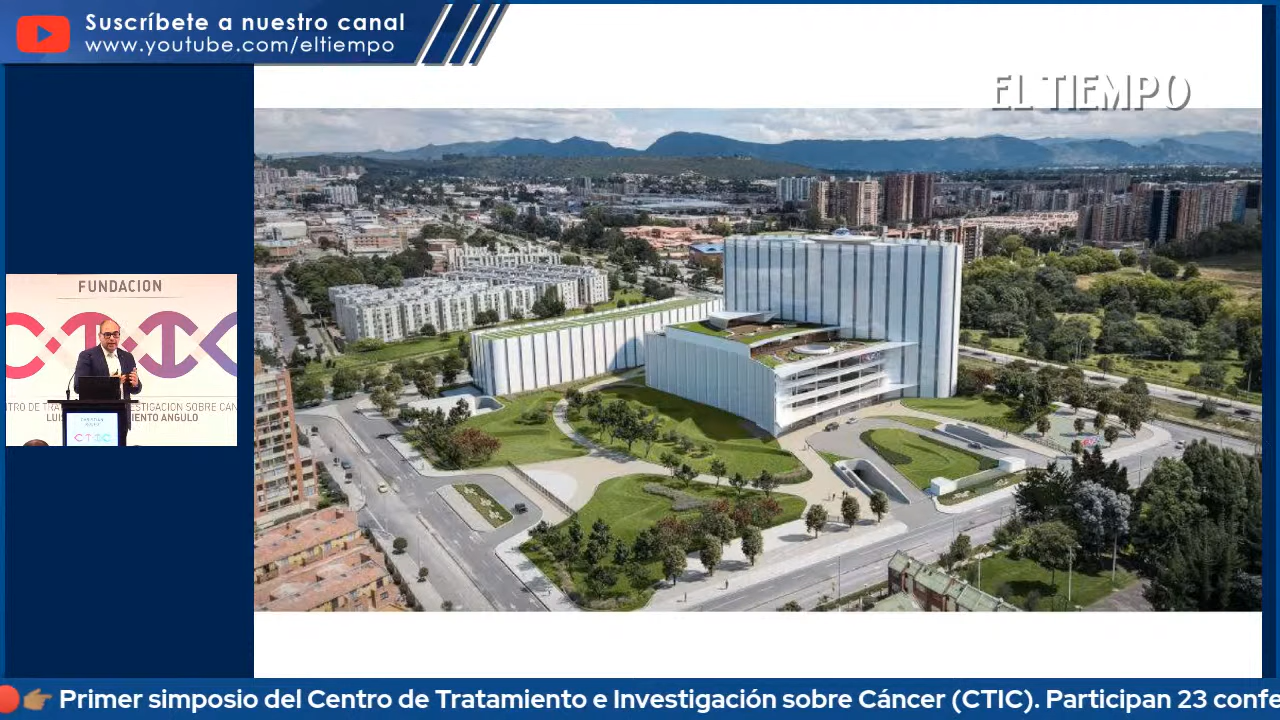 Suscríbete a nuestro canal
www.youtube.com/eltiempo
EL TIEMPO
FUNDACION
CTIC
CTIC
🔴👉🏽 Primer simposio del Centro de Tratamiento e Investigación sobre Cáncer (CTIC). Participan 23 confe